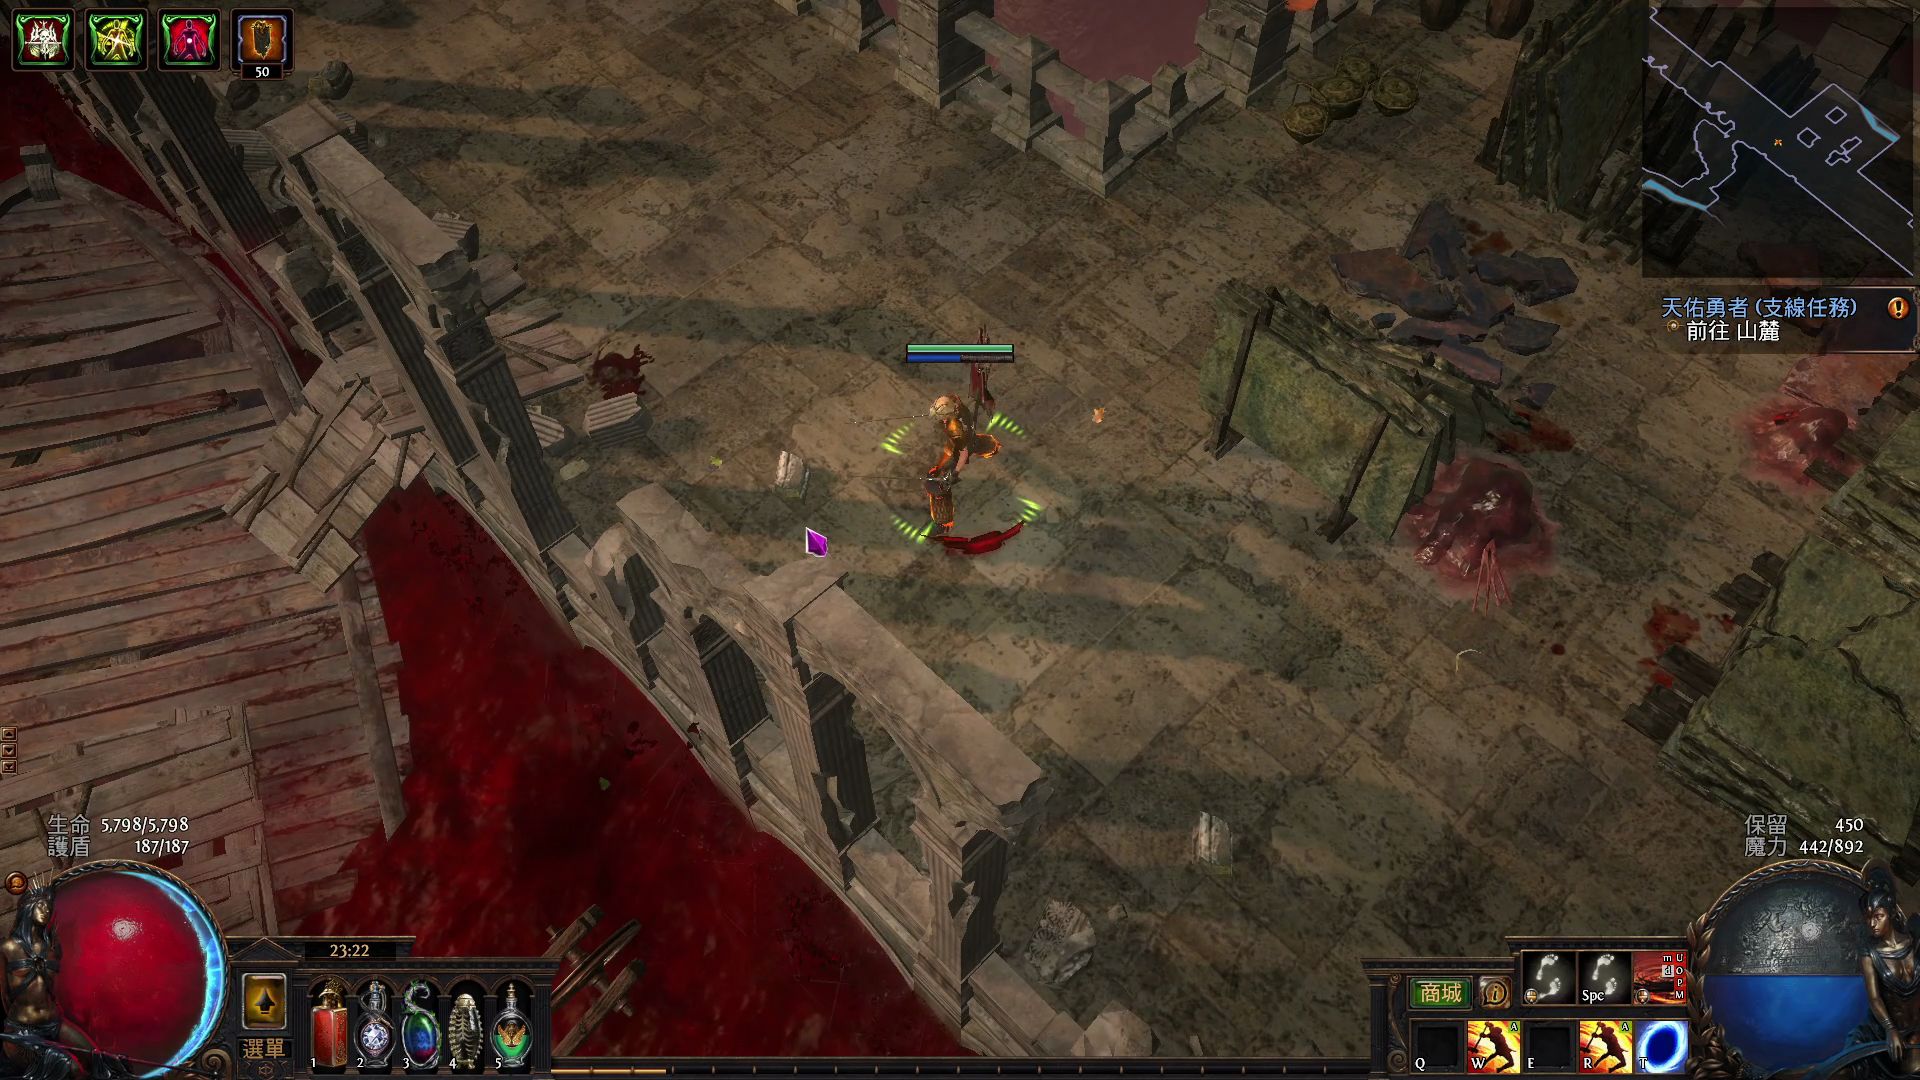 50
天佑勇者 (支線任務)
前往 山麓
生命 5,798/5,798
護盾 187/187
保留 450
魔力 442/892
23:22
選單
1
2
3
4
5
商城
Spc
m U
d O
P
M
Q
W
A
E
R
A
T